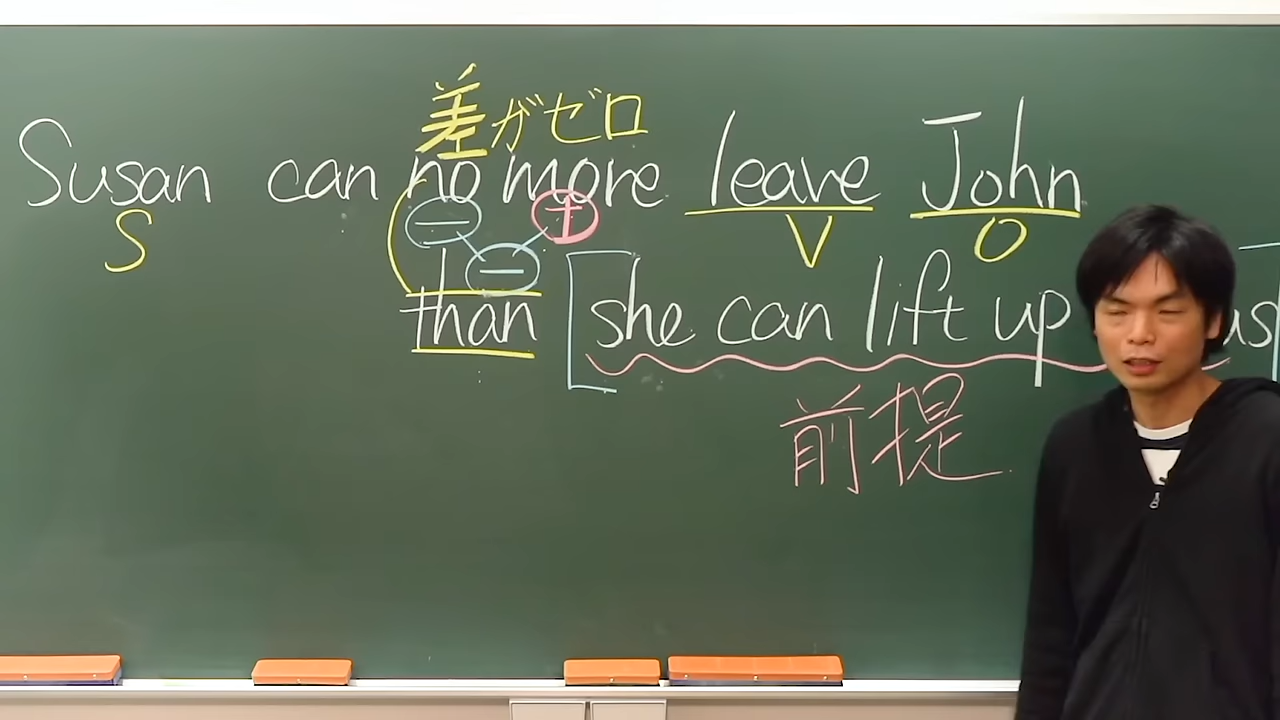 差がゼロ
Susan can no more leave John
S V O
than [she can lift up
前提